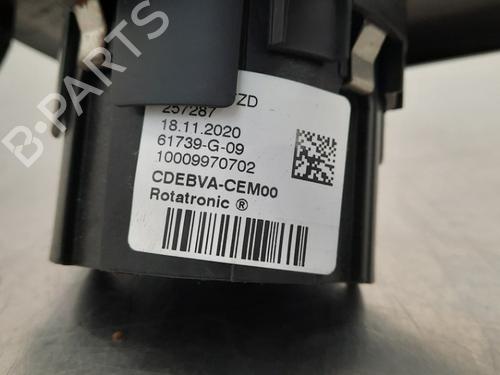 ZD
257287
18.11.2020
61739-G-09
10009970702
CDEBVA-CEM00
Rotatronic ®
B-PARTS